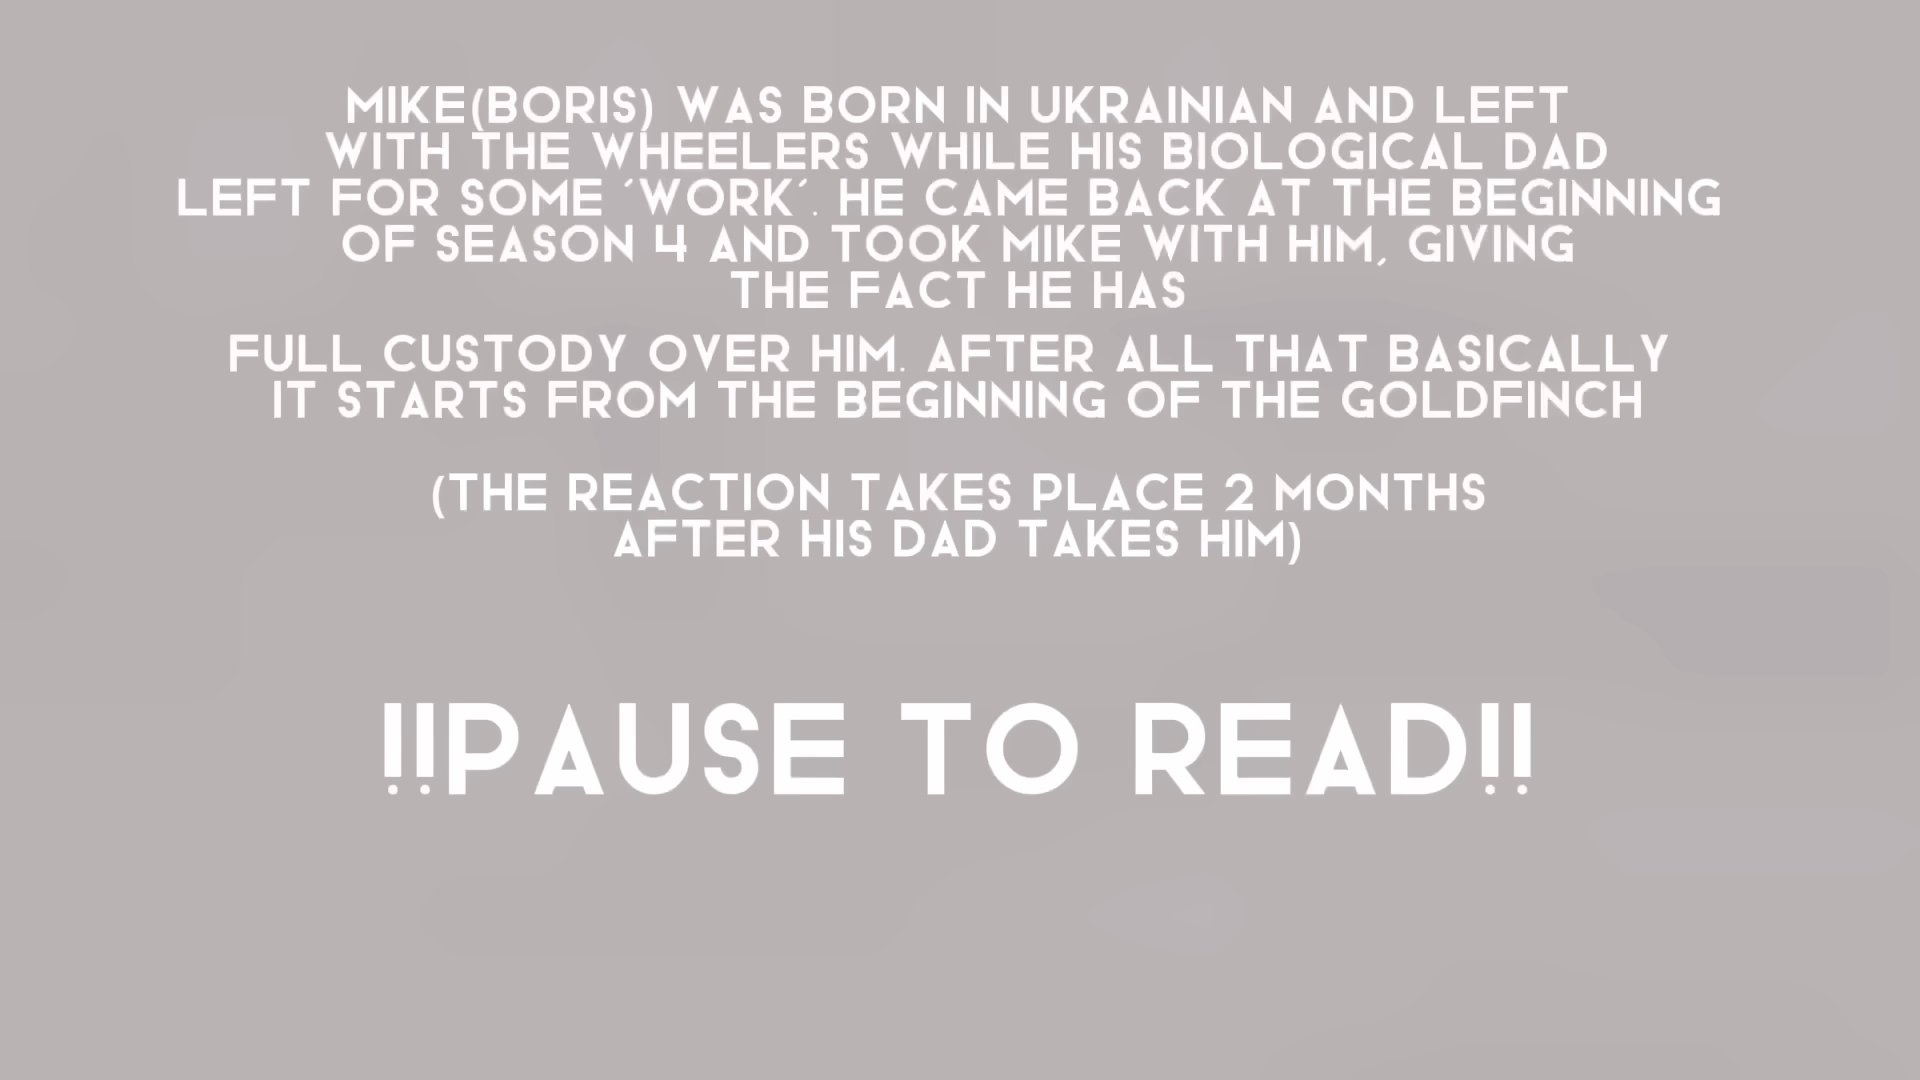 MIKE(BORIS) WAS BORN IN UKRAINIAN AND LEFT
WITH THE WHEELERS WHILE HIS BIOLOGICAL DAD
LEFT FOR SOME ´WORK´. HE CAME BACK AT THE BEGINNING
OF SEASON 4 AND TOOK MIKE WITH HIM, GIVING
THE FACT HE HAS
FULL CUSTODY OVER HIM. AFTER ALL THAT BASICALLY
IT STARTS FROM THE BEGINNING OF THE GOLDFINCH
(THE REACTION TAKES PLACE 2 MONTHS
AFTER HIS DAD TAKES HIM)
!!PAUSE TO READ!!